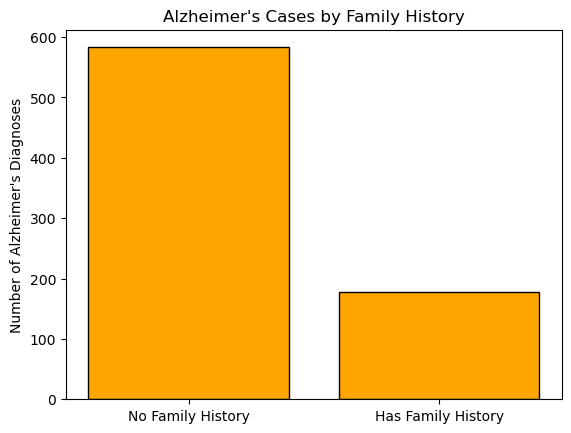 Alzheimer's Cases by Family History
Number of Alzheimer's Diagnoses
600
500
400
300
200
100
0
No Family History
Has Family History